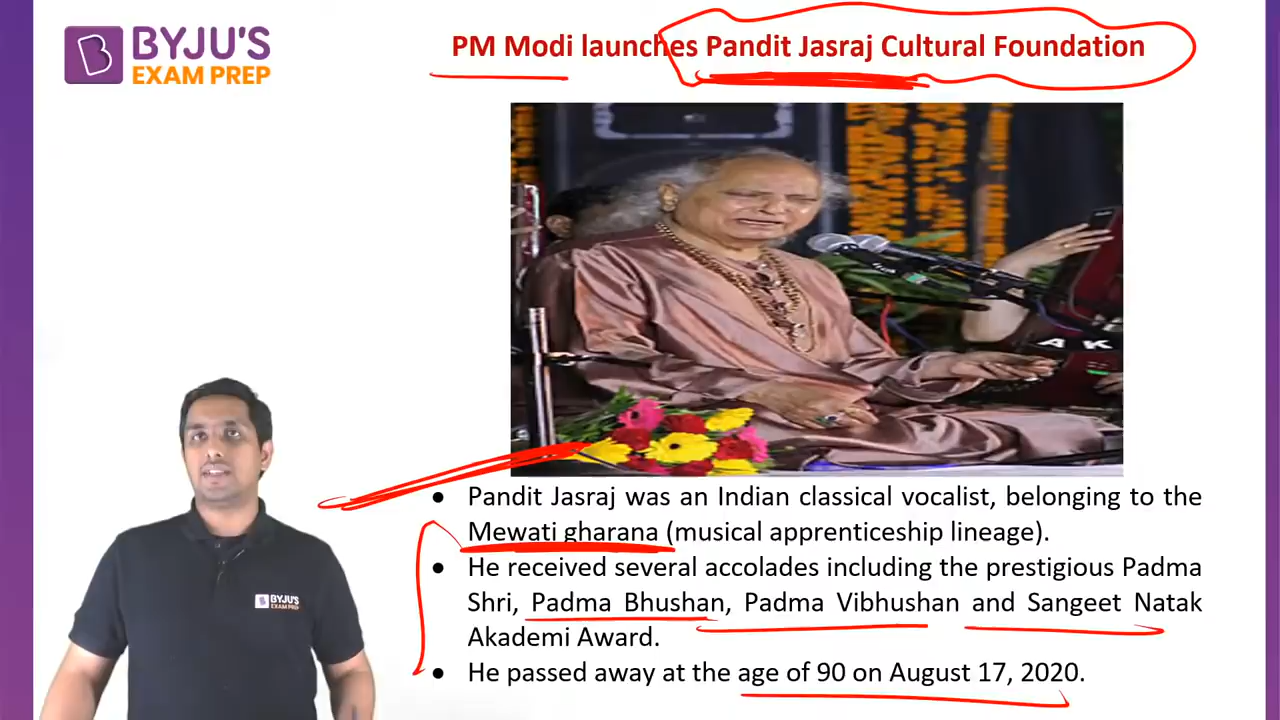 BYJU'S
EXAM PREP
PM Modi launches Pandit Jasraj Cultural Foundation
AK
• Pandit Jasraj was an Indian classical vocalist, belonging to the
Mewati gharana (musical apprenticeship lineage).
• He received several accolades including the prestigious Padma
Shri, Padma Bhushan, Padma Vibhushan and Sangeet Natak
Akademi Award.
• He passed away at the age of 90 on August 17, 2020.
BYJU'S
EXAM PREP